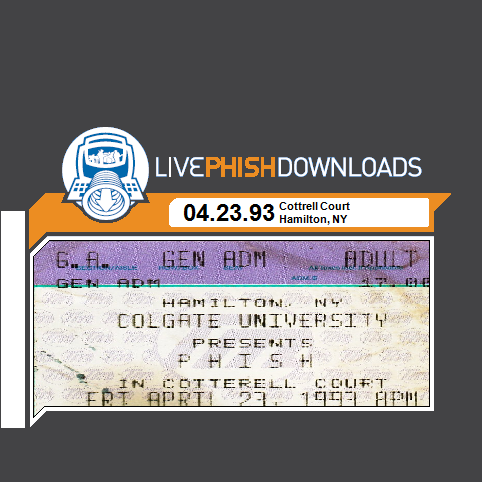 LIVEPHISHDOWNLOADS
04.23.93
Cottrell Court
Hamilton, NY
G.A. GEN ADM ADULT
GEN ADM 17.00
HAMILTON, NY
COLGATE UNIVERSITY
PRESENTS
P H I S H
IN COTTERELL COURT
FRI APRIL 23, 1993 8PM